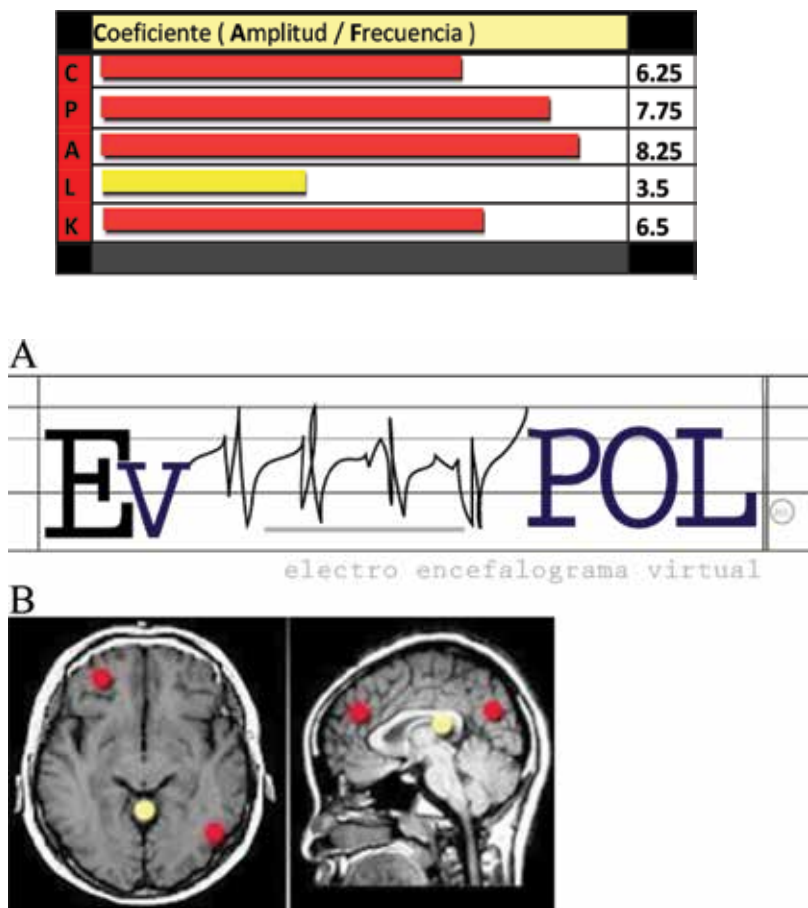 Coeficiente ( Amplitud / Frecuencia )
C 6.25
P 7.75
A 8.25
L 3.5
K 6.5
A
Ev POL
electro encefalograma virtual
B